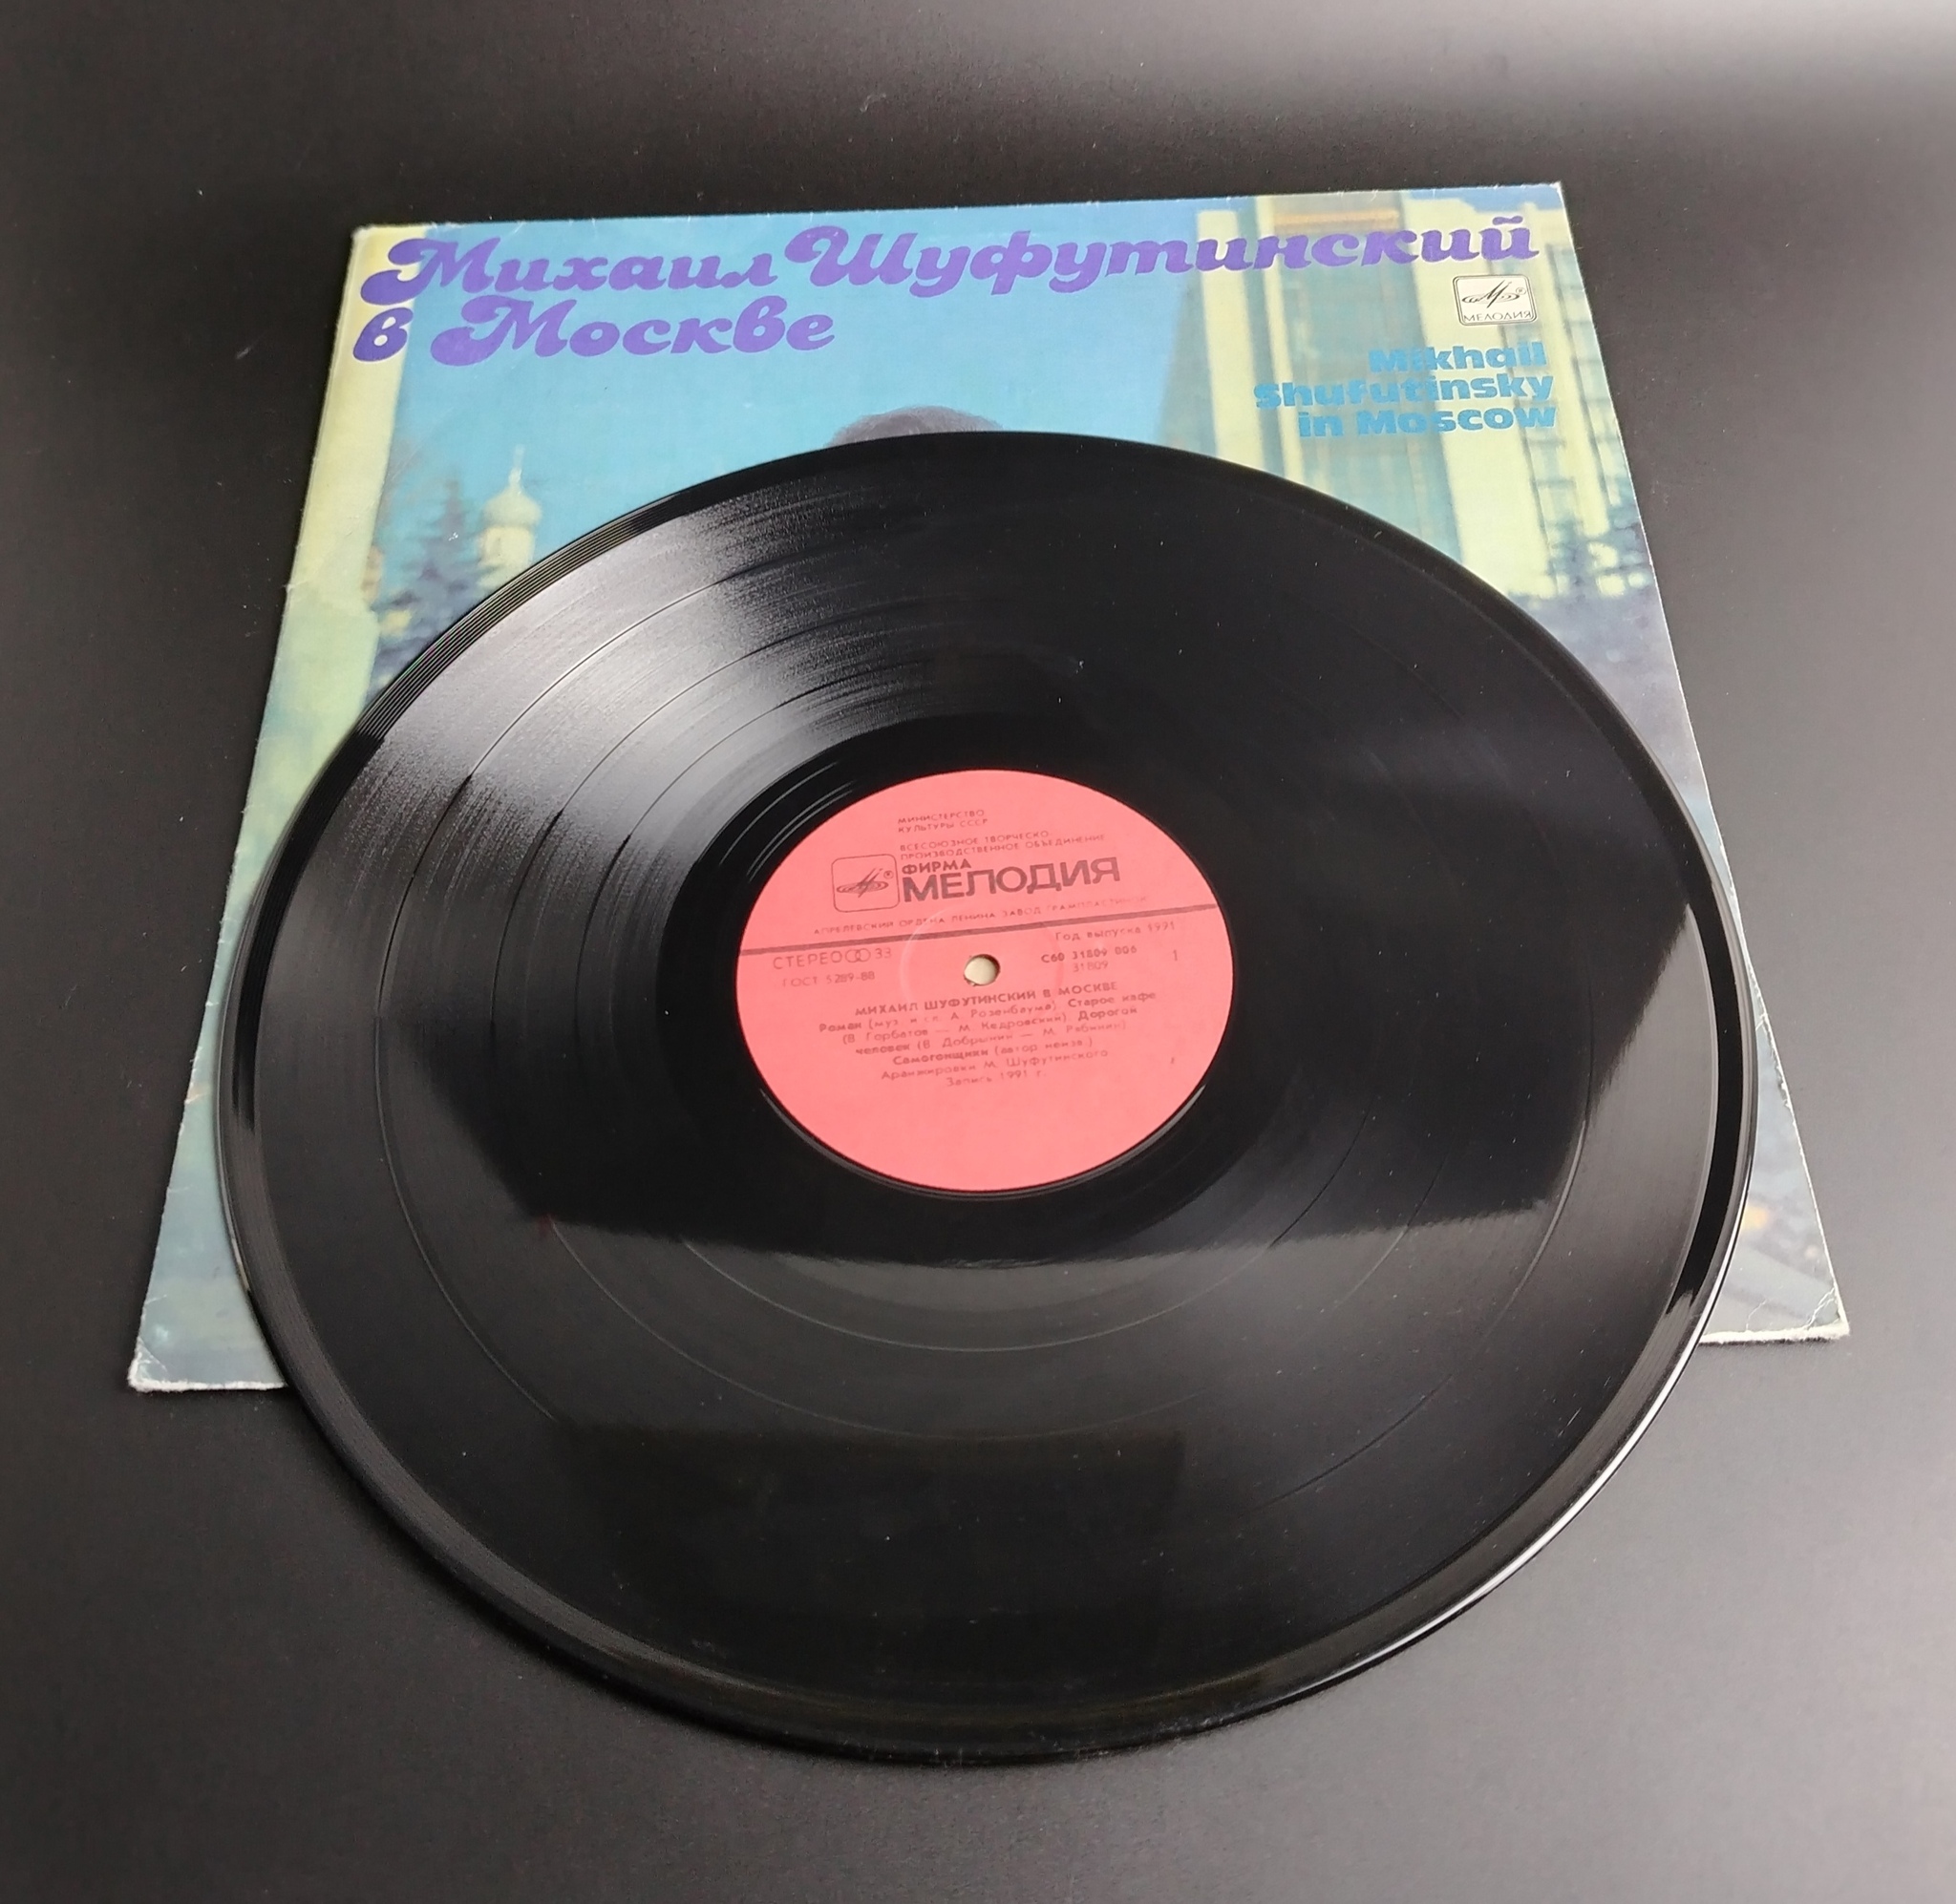 Михаил Шуфутинский
в Москве
МЕЛОДИЯ
Mikhail
Shufutinsky
in Moscow
МИНИСТЕРСТВО
КУЛЬТУРЫ СССР
ВСЕСОЮЗНОЕ ТВОРЧЕСКО
ПРОИЗВОДСТВЕННОЕ ОБЪЕДИНЕНИЕ
ФИРМА
МЕЛОДИЯ
АПРЕЛЕВСКИЙ ОРДЕНА ЛЕНИНА ЗАВОД ГРАМПЛАСТИНОК
Год выпуска 1991
СТЕРЕО 33
С60 31809 006
1
ГОСТ 5289-88
31809
МИХАИЛ ШУФУТИНСКИЙ В МОСКВЕ
Роман (муз. и сл. А. Розенбаума) Старое кафе
(В Горбатов — М. Кедровский) Дорогой
человек (В Добрынин — М. Рябинин)
Самогонщики (автор неизв.)
Аранжировки М. Шуфутинского
Запись 1991 г.